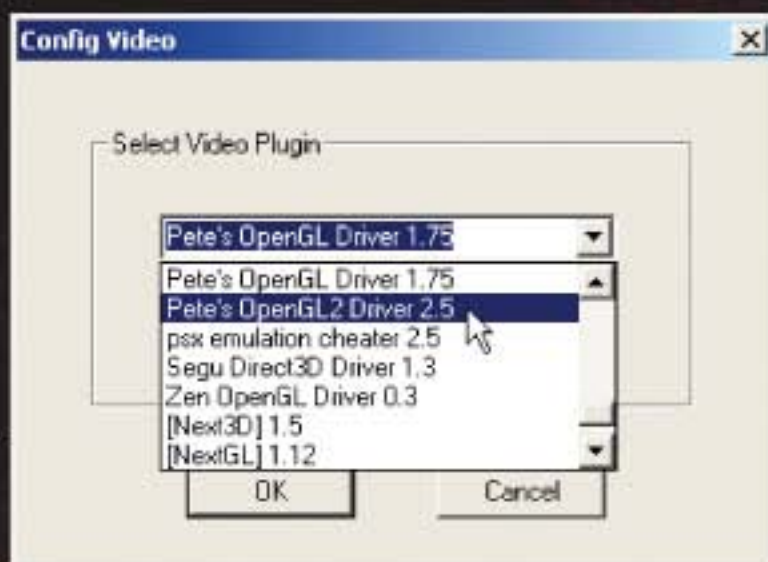 Config Video
Select Video Plugin
Pete's OpenGL Driver 1.75
Pete's OpenGL Driver 1.75
Pete's OpenGL2 Driver 2.5
psx emulation cheater 2.5
Segu Direct3D Driver 1.3
Zen OpenGL Driver 0.3
[Next3D] 1.5
[NextGL] 1.12
OK
Cancel